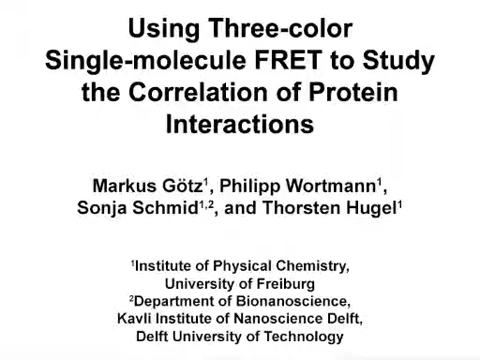 Using Three-color
Single-molecule FRET to Study
the Correlation of Protein
Interactions
Markus Götz¹, Philipp Wortmann¹,
Sonja Schmid¹,², and Thorsten Hugel¹
¹Institute of Physical Chemistry,
University of Freiburg
²Department of Bionanoscience,
Kavli Institute of Nanoscience Delft,
Delft University of Technology